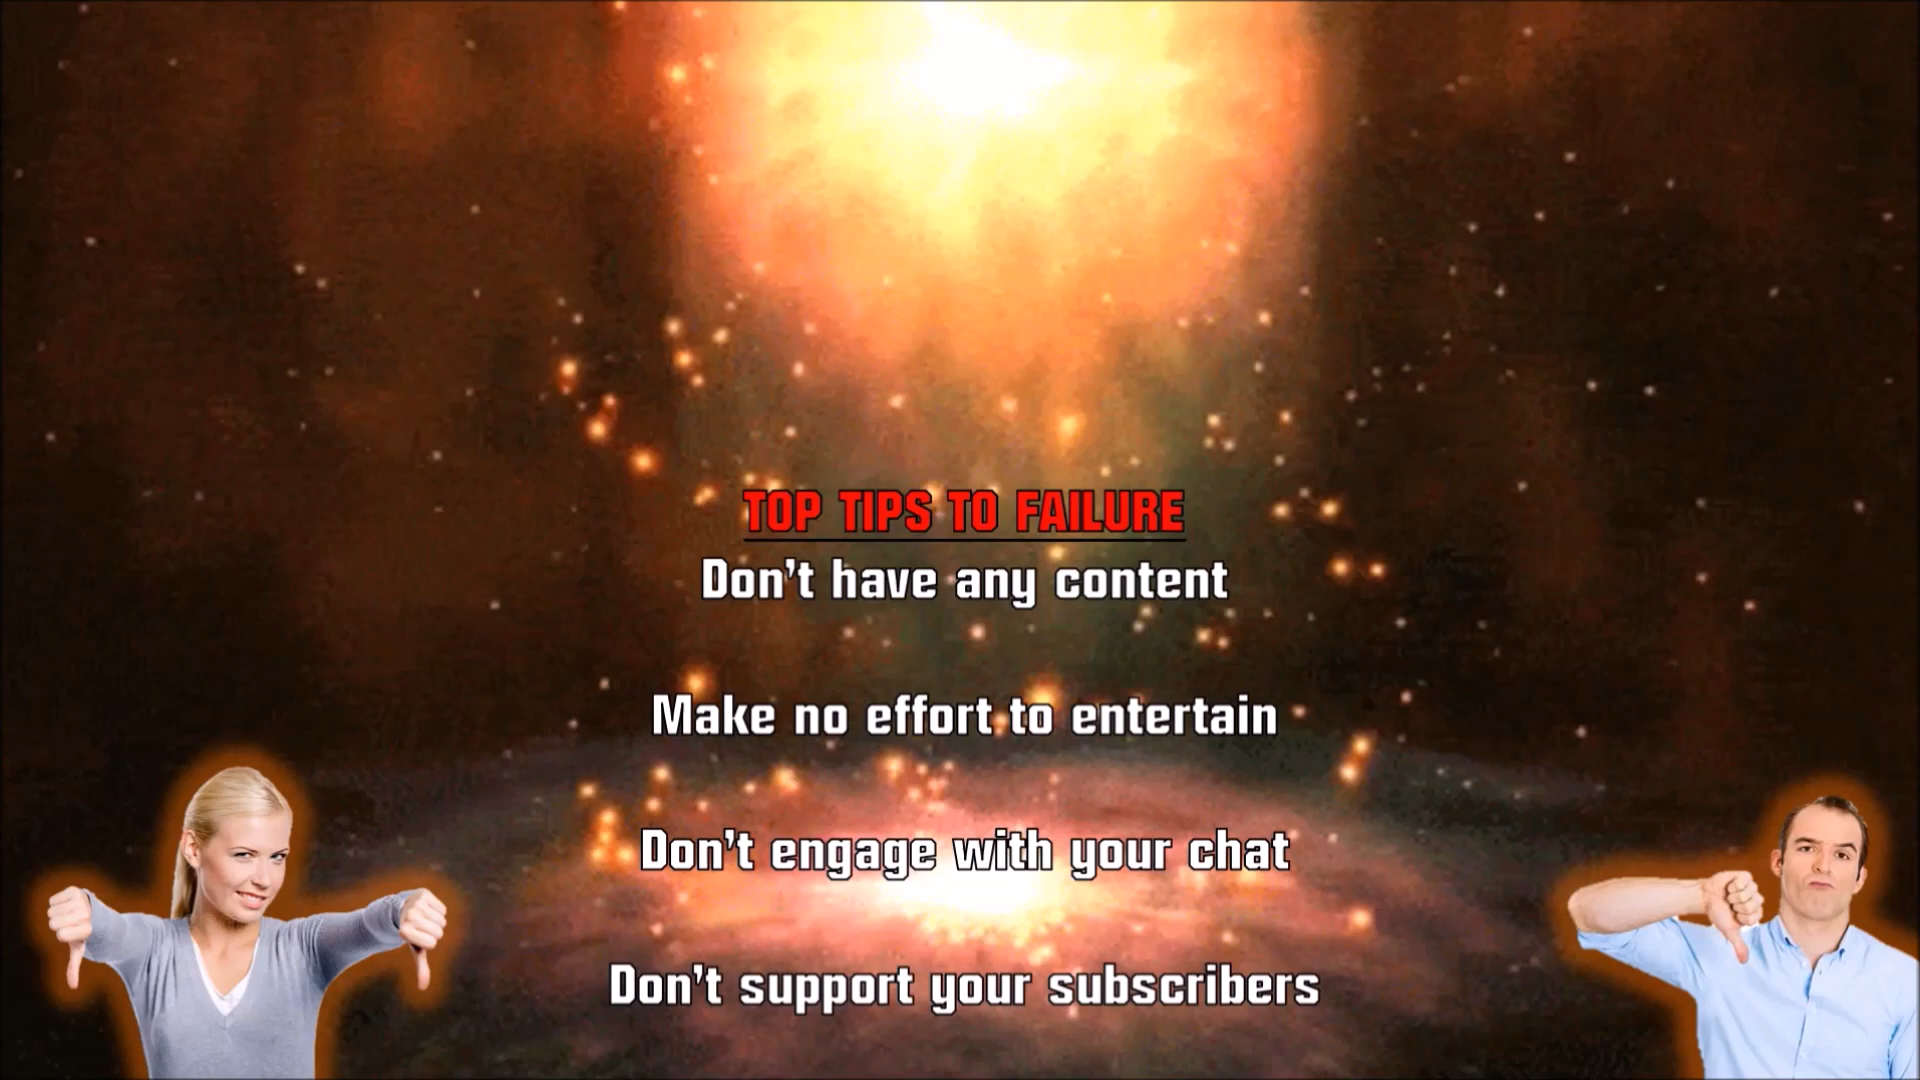 TOP TIPS TO FAILURE
Don't have any content
Make no effort to entertain
Don't engage with your chat
Don't support your subscribers